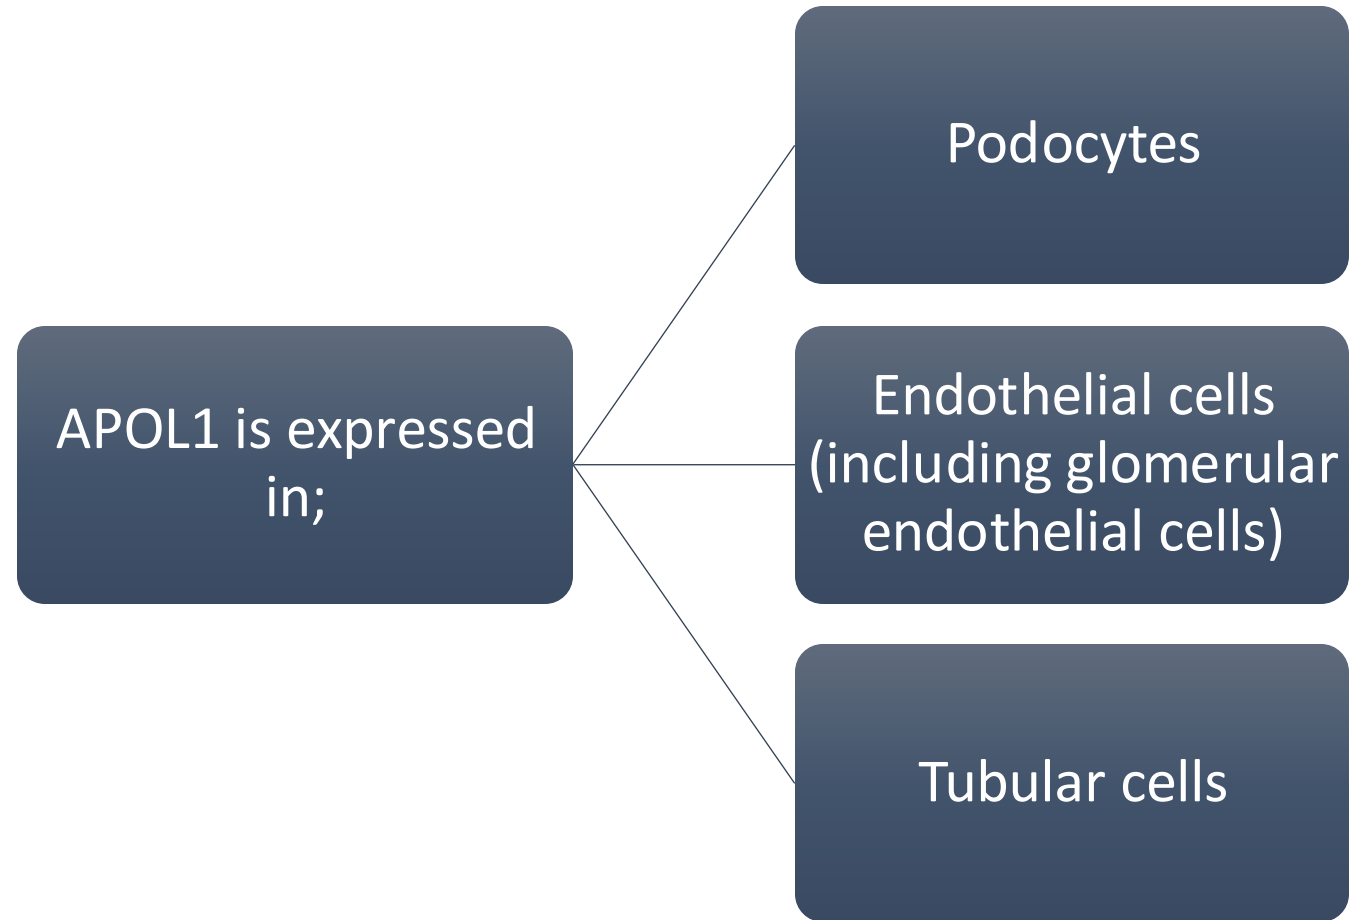 APOL1 is expressed
in;
Podocytes
Endothelial cells
(including glomerular
endothelial cells)
Tubular cells